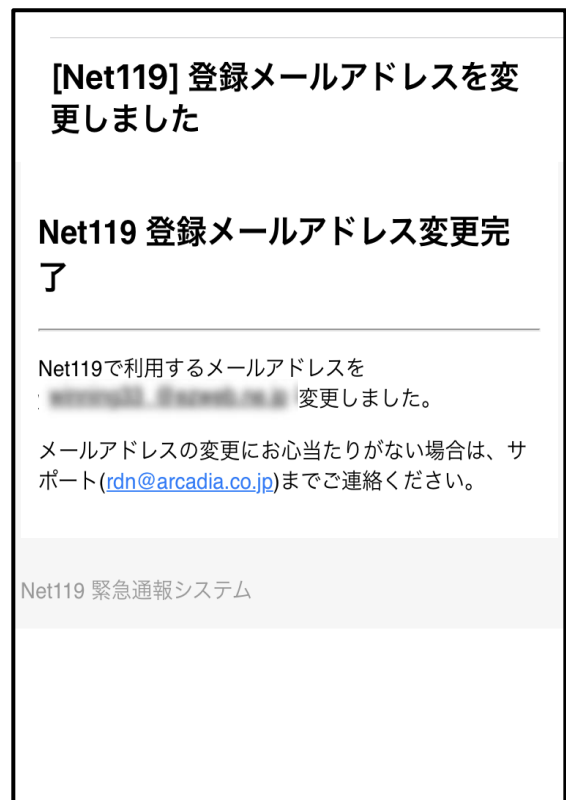 [Net119] 登録メールアドレスを変
更しました
Net119 登録メールアドレス変更完
了
Net119で利用するメールアドレスを
変更しました。
メールアドレスの変更にお心当たりがない場合は、サ
ポート(rdn@arcadia.co.jp)までご連絡ください。
Net119 緊急通報システム